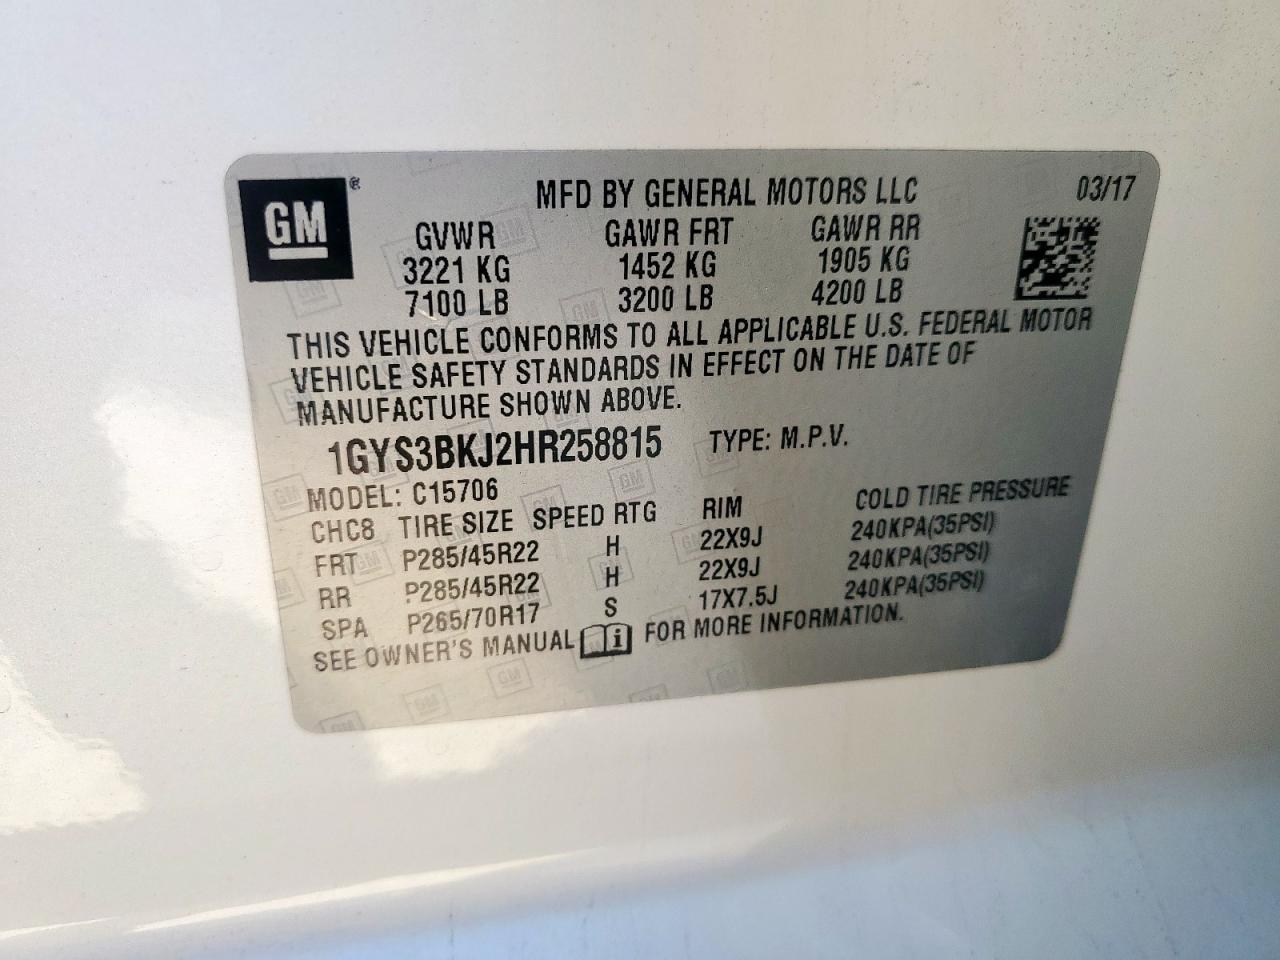 GM®
MFD BY GENERAL MOTORS LLC 03/17
GVWR GAWR FRT GAWR RR
3221 KG 1452 KG 1905 KG
7100 LB 3200 LB 4200 LB
THIS VEHICLE CONFORMS TO ALL APPLICABLE U.S. FEDERAL MOTOR
VEHICLE SAFETY STANDARDS IN EFFECT ON THE DATE OF
MANUFACTURE SHOWN ABOVE.
1GYS3BKJ2HR258815 TYPE: M.P.V.
MODEL: C15706
CHC8 TIRE SIZE SPEED RTG RIM COLD TIRE PRESSURE
FRT P285/45R22 H 22X9J 240KPA(35PSI)
RR P285/45R22 H 22X9J 240KPA(35PSI)
SPA P265/70R17 S 17X7.5J 240KPA(35PSI)
SEE OWNER'S MANUAL i FOR MORE INFORMATION.